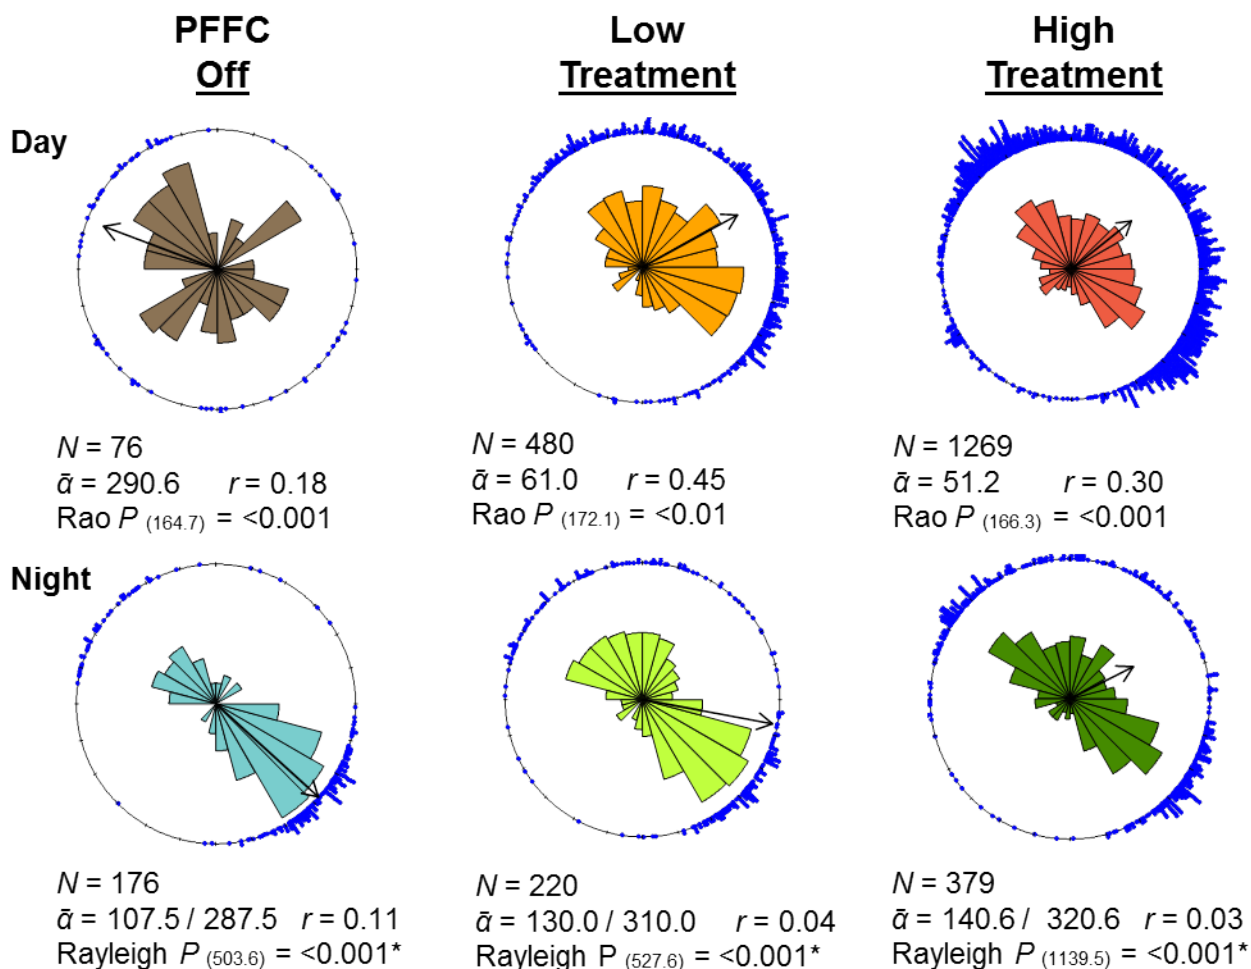 PFFC Off
Low Treatment
High Treatment
Day
N = 76
ᾱ = 290.6 r = 0.18
Rao P (164.7) = <0.001
N = 480
ᾱ = 61.0 r = 0.45
Rao P (172.1) = <0.01
N = 1269
ᾱ = 51.2 r = 0.30
Rao P (166.3) = <0.001
Night
N = 176
ᾱ = 107.5 / 287.5 r = 0.11
Rayleigh P (503.6) = <0.001*
N = 220
ᾱ = 130.0 / 310.0 r = 0.04
Rayleigh P (527.6) = <0.001*
N = 379
ᾱ = 140.6 / 320.6 r = 0.03
Rayleigh P (1139.5) = <0.001*